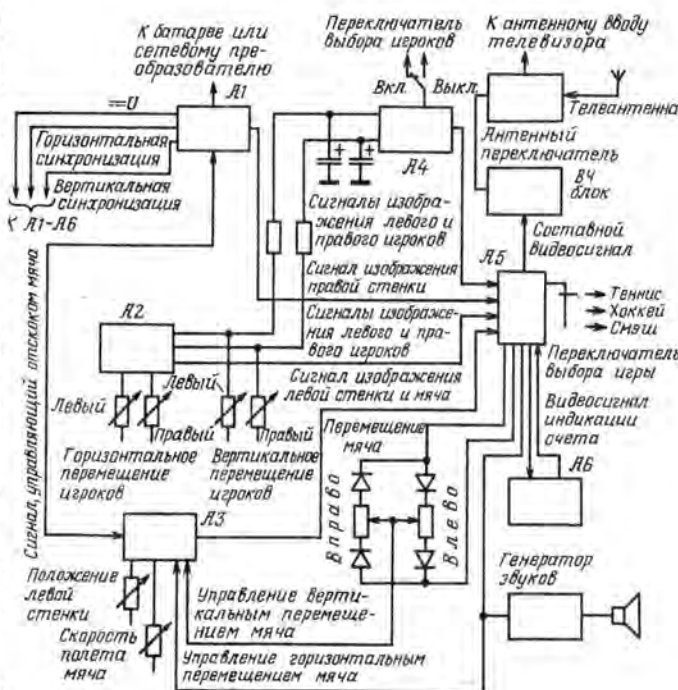 К батарее или
сетевому пре-
образователю
А1
==U
Горизонтальная
синхронизация
Вертикальная
синхронизация
К А1-А6
Переключатель
выбора игроков
Вкл.
Выкл.
А4
К антенному вводу
телевизора
Телеантенна
Антенный
переключатель
ВЧ
блок
Составной
видеосигнал
А5
Сигналы изобра-
жения левого и
правого игроков
Сигнал изображения
правой стенки
Сигналы изображе-
ния левого и пра-
вого игроков
Сигнал изображения
левой стенки и мяча
Теннис
Хоккей
Смэш
Переключатель
выбора игры
Видеосигнал
индикации
счета
А6
А2
Левый
Правый
Горизонтальное
перемещение
игроков
Левый
Правый
Вертикальное
перемещение
игроков
Перемещение
мяча
Вправо
Влево
Сигнал, управляющий отскоком мяча
А3
Положение
левой
стенки
Скорость
полета
мяча
Управление верти-
кальным перемеще-
нием мяча
Управление горизонтальным
перемещением мяча
Генератор
звуков